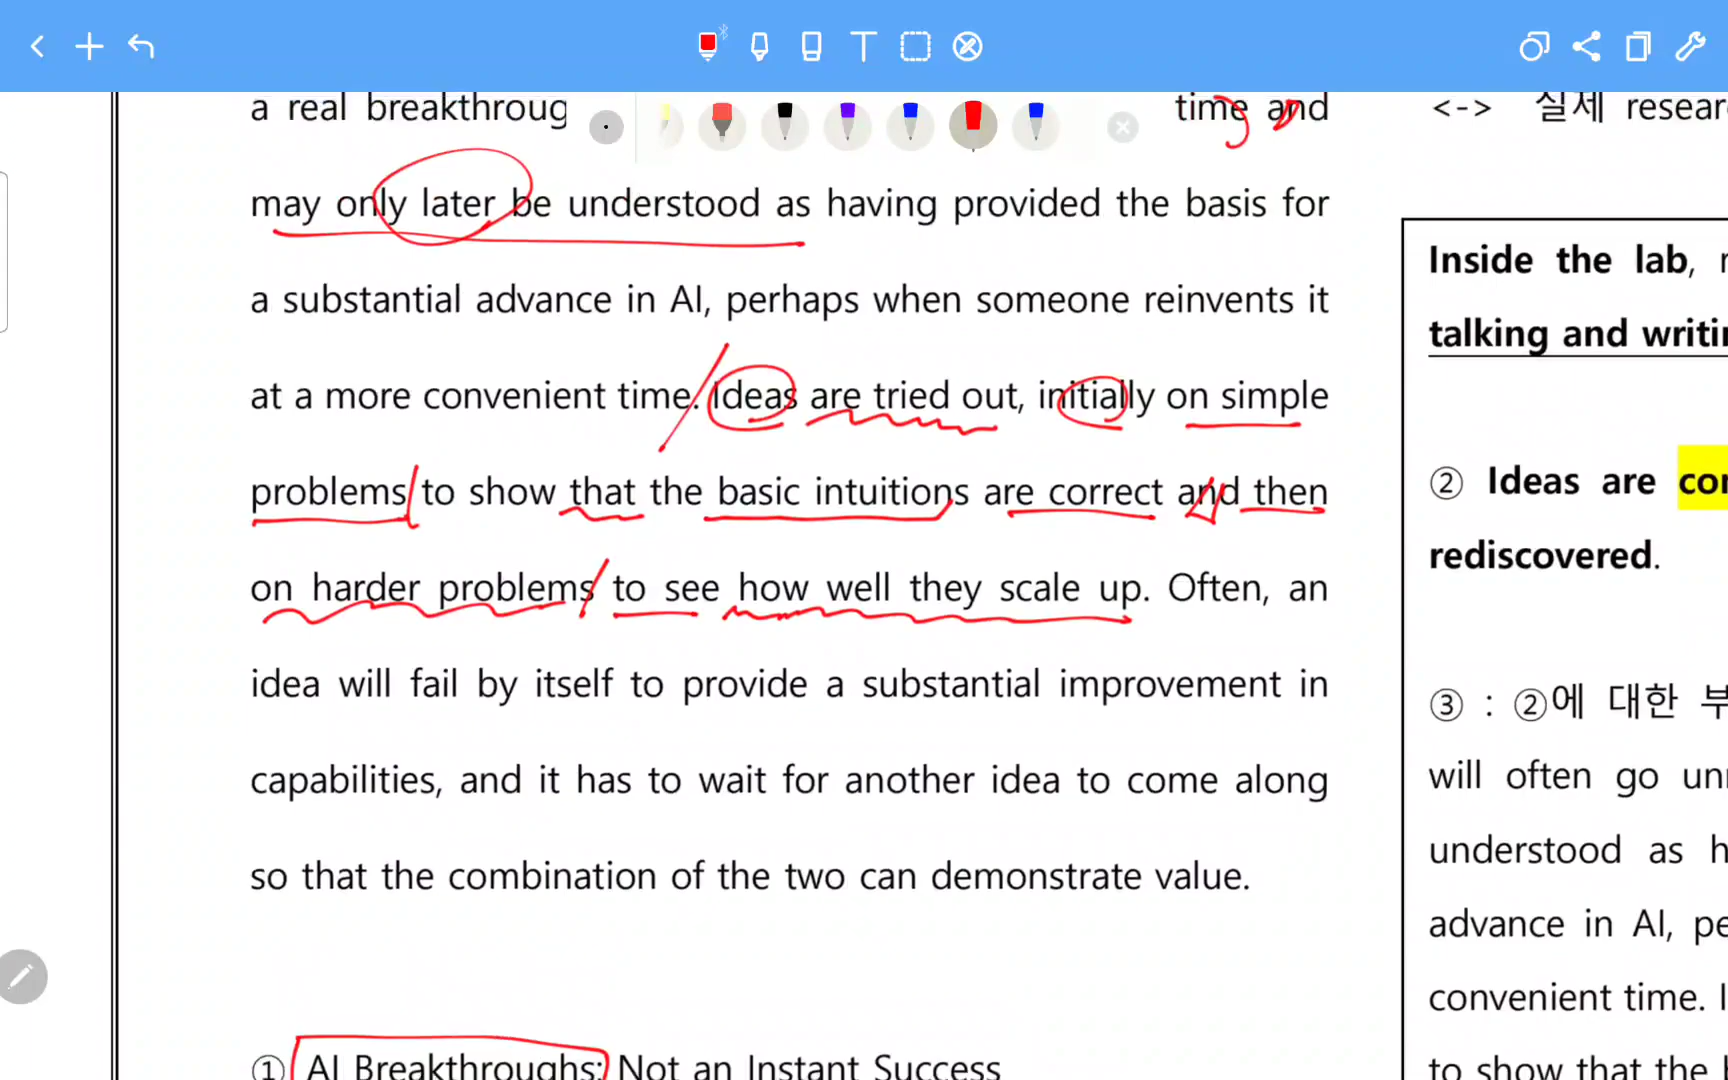 a real breakthroug time and
may only later be understood as having provided the basis for
a substantial advance in AI, perhaps when someone reinvents it
at a more convenient time. Ideas are tried out, initially on simple
problems to show that the basic intuitions are correct and then
on harder problems to see how well they scale up. Often, an
idea will fail by itself to provide a substantial improvement in
capabilities, and it has to wait for another idea to come along
so that the combination of the two can demonstrate value.
① AI Breakthroughs: Not an Instant Success
<-> 실제 resear
Inside the lab,
talking and writi
② Ideas are con
rediscovered.
③ : ②에 대한 부
will often go un
understood as h
advance in AI, pe
convenient time. I
to show that the b